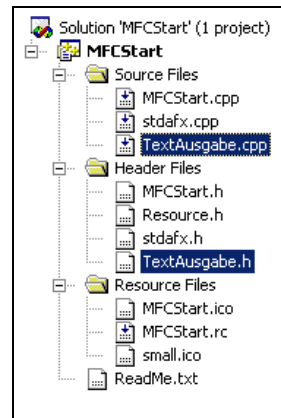 Solution 'MFCStart' (1 project)
MFCStart
Source Files
MFCStart.cpp
stdafx.cpp
TextAusgabe.cpp
Header Files
MFCStart.h
Resource.h
stdafx.h
TextAusgabe.h
Resource Files
MFCStart.ico
MFCStart.rc
small.ico
ReadMe.txt